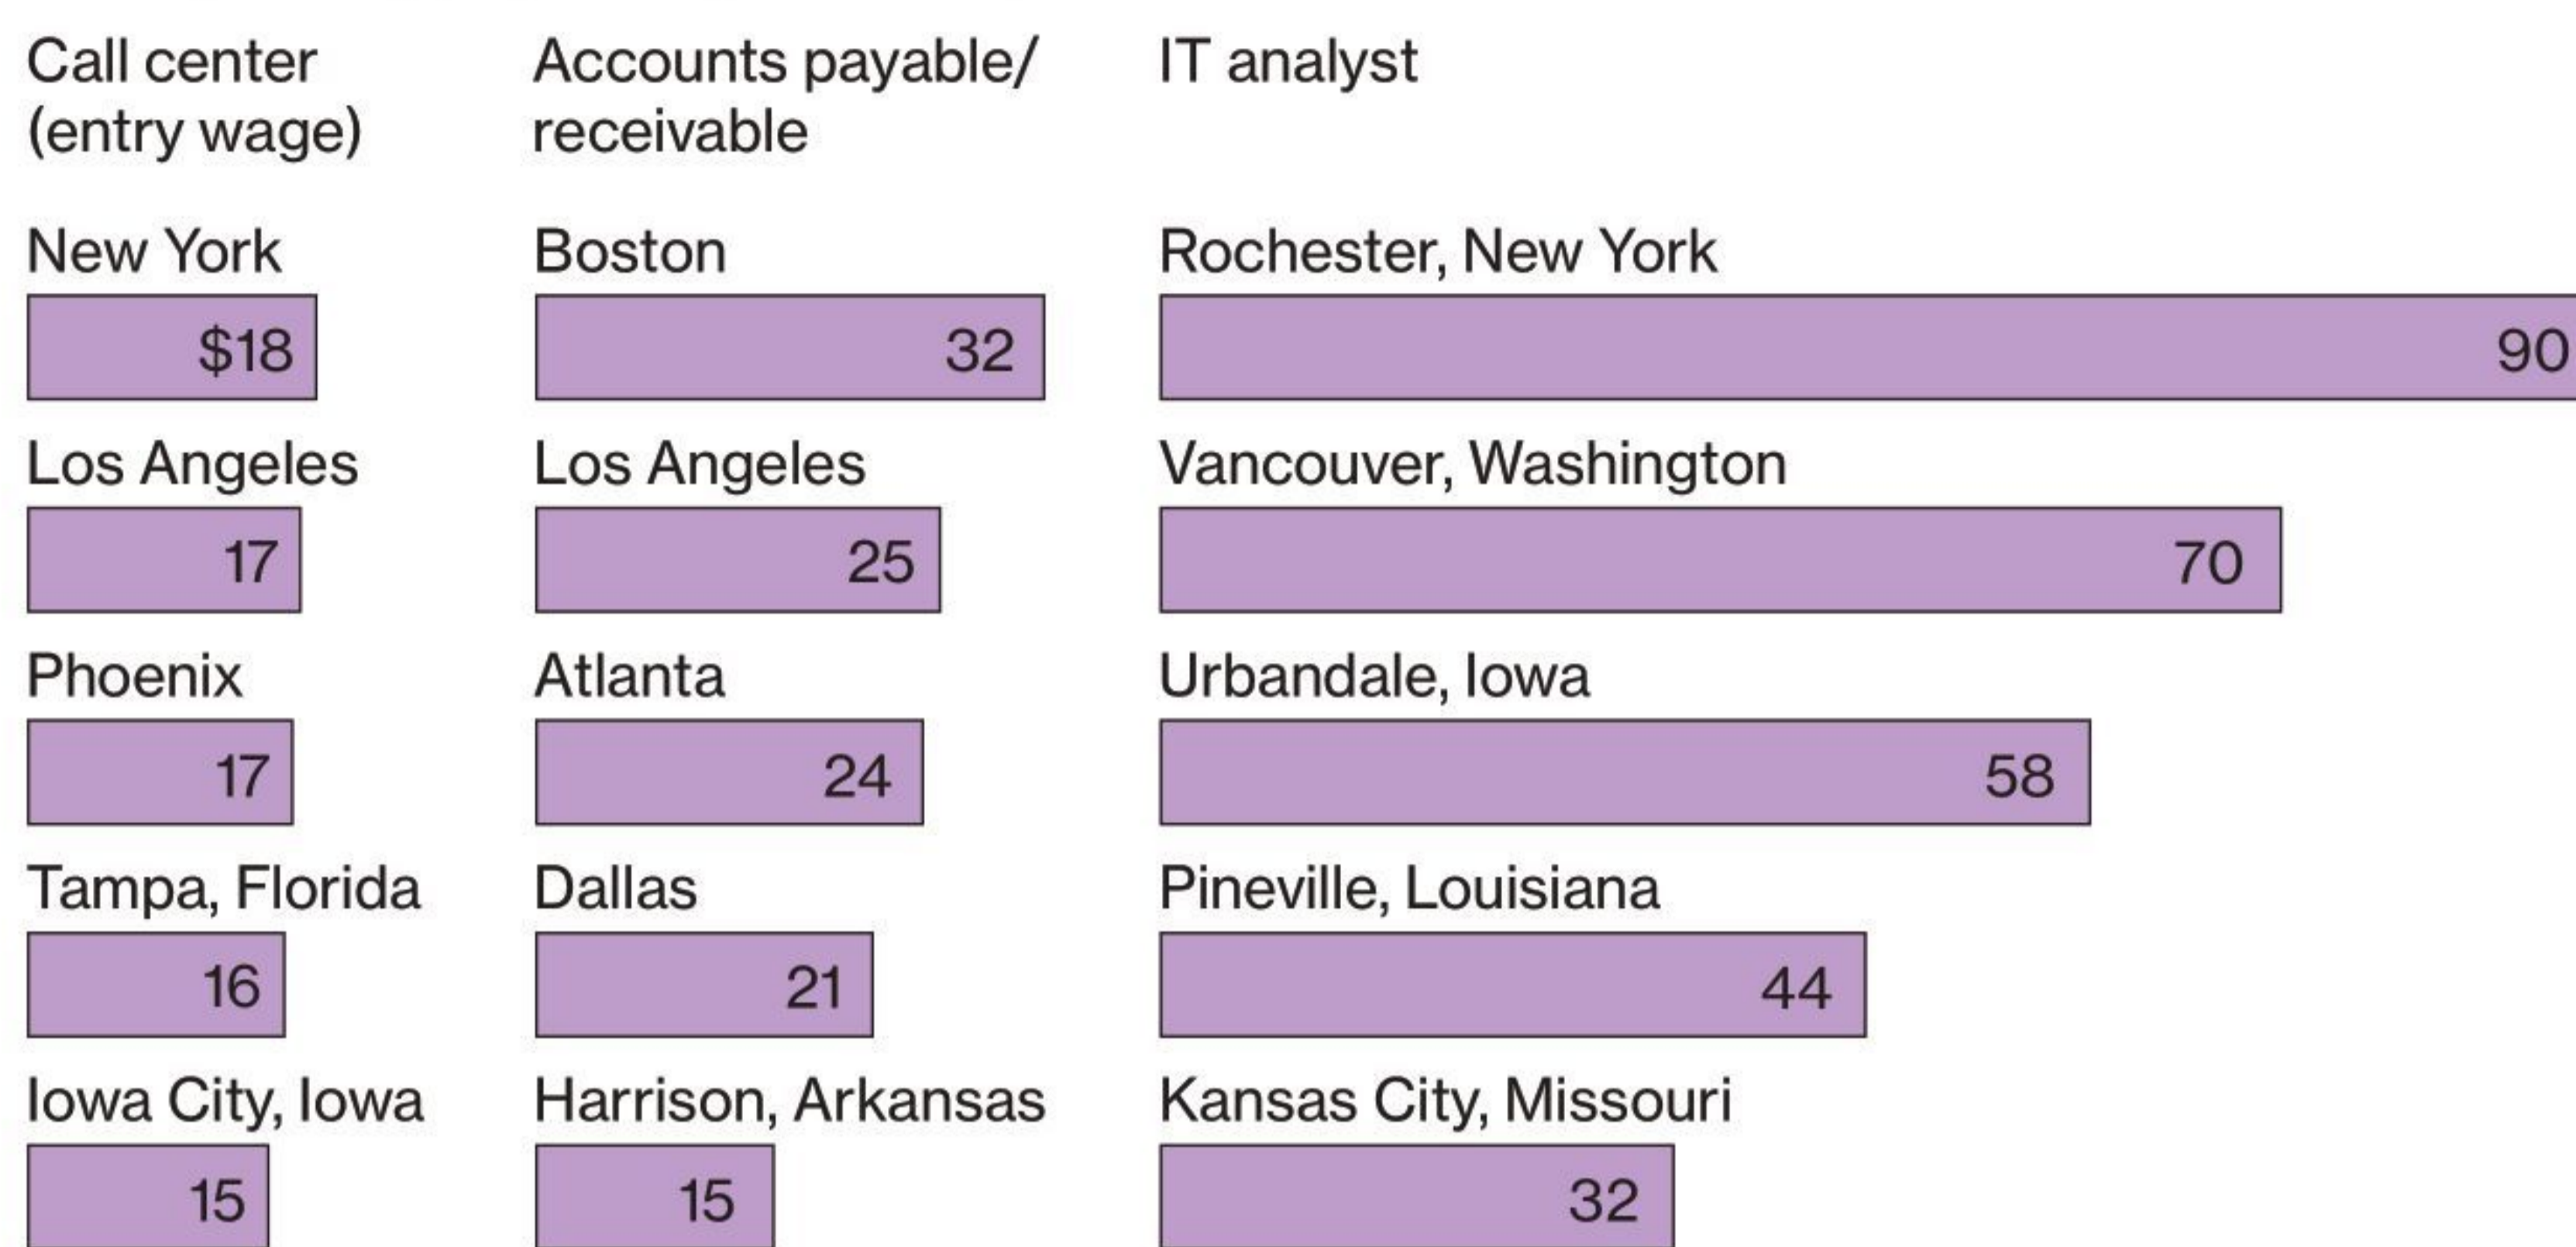 Call center
(entry wage)
New York
$18
Los Angeles
17
Phoenix
17
Tampa, Florida
16
Iowa City, Iowa
15
Accounts payable/
receivable
Boston
32
Los Angeles
25
Atlanta
24
Dallas
21
Harrison, Arkansas
15
IT analyst
Rochester, New York
90
Vancouver, Washington
70
Urbandale, Iowa
58
Pineville, Louisiana
44
Kansas City, Missouri
32